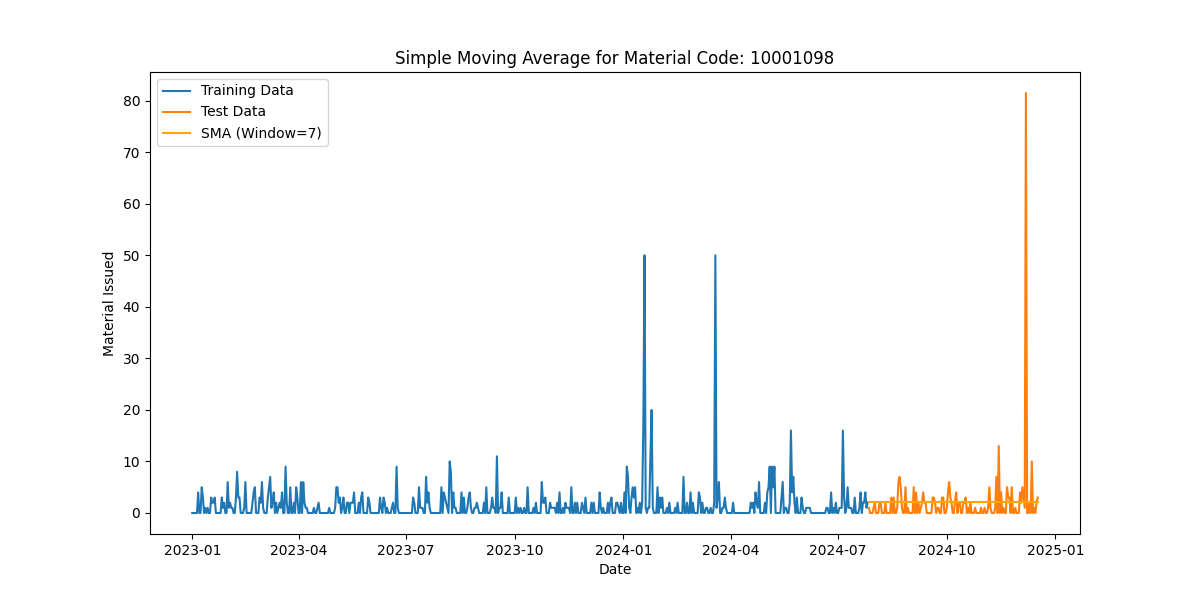 Simple Moving Average for Material Code: 10001098
Training Data
Test Data
SMA (Window=7)
Material Issued
80
70
60
50
40
30
20
10
0
2023-01 2023-04 2023-07 2023-10 2024-01 2024-04 2024-07 2024-10 2025-01
Date